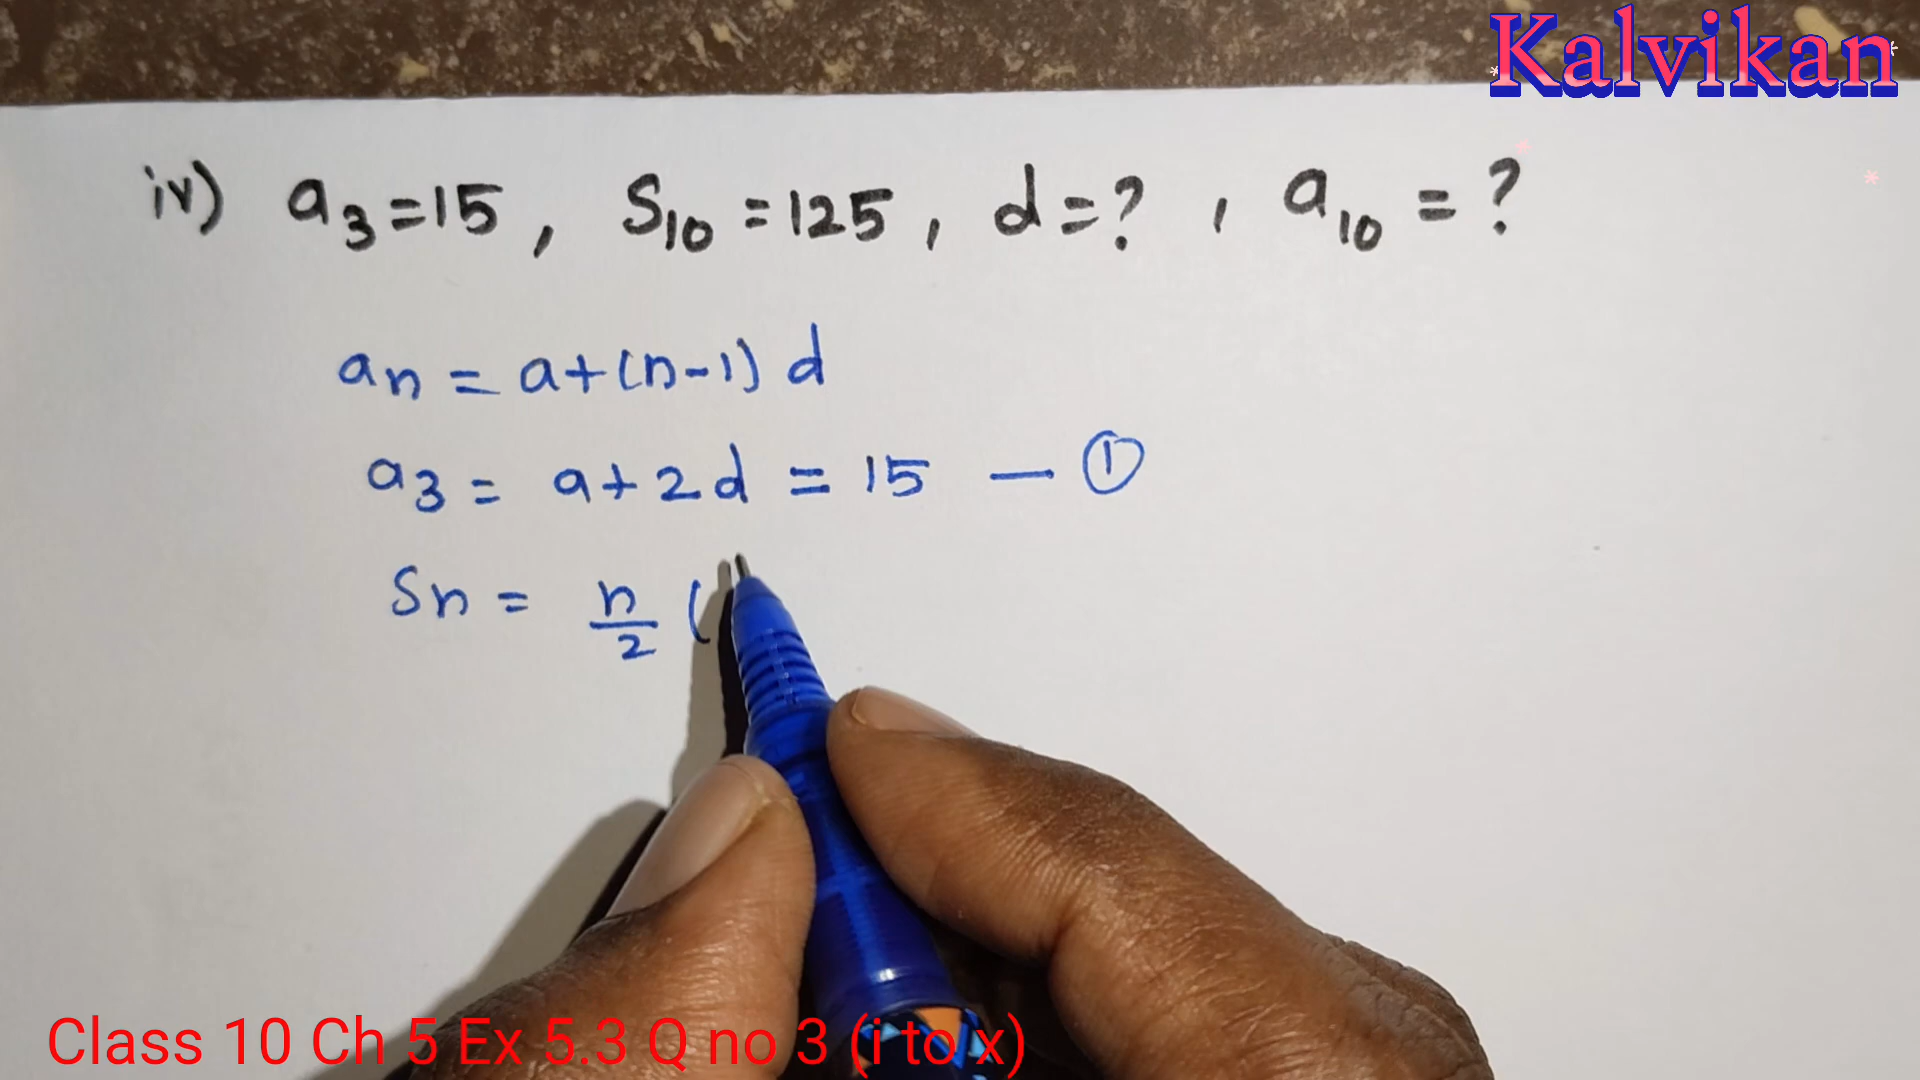 Kalvikan
iv) a₃=15, S₁₀=125, d=?, a₁₀=?
aₙ = a+(n-1) d
a₃ = a+2d = 15 — ①
Sn = n/2 (
Class 10 Ch 5 Ex 5.3 Q no 3 (i to x)